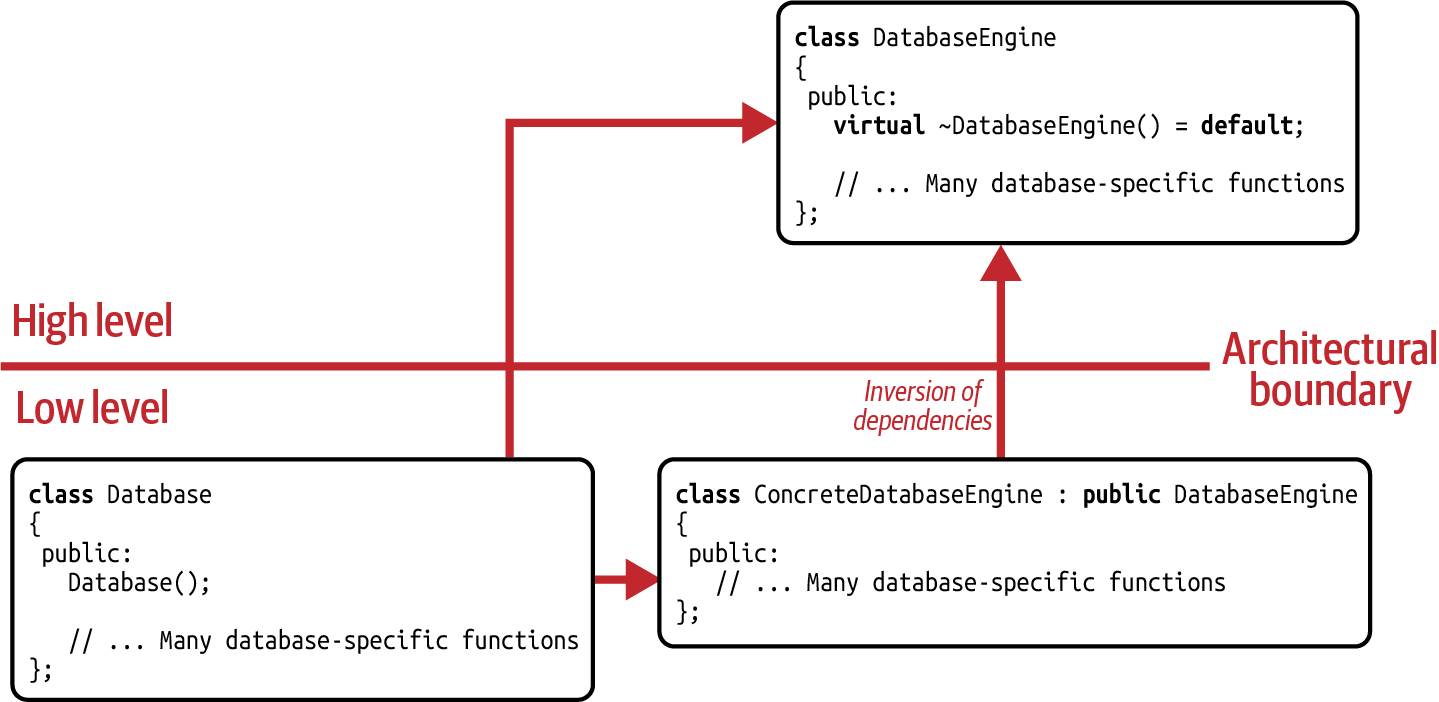 class DatabaseEngine
{
public:
virtual ~DatabaseEngine() = default;
// ... Many database-specific functions
};
High level
Architectural
boundary
Low level
Inversion of
dependencies
class Database
{
public:
Database();
// ... Many database-specific functions
};
class ConcreteDatabaseEngine : public DatabaseEngine
{
public:
// ... Many database-specific functions
};